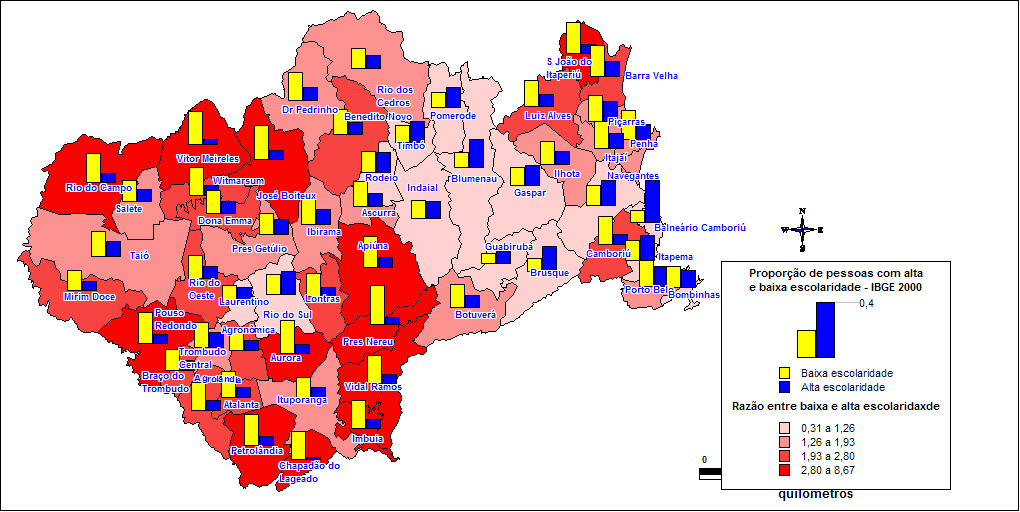 S João do
Itaperiú
Barra Velha
Rio dos
Cedros
Dr Pedrinho
Benedito Novo
Pomerode
Luiz Alves
Piçarras
Penha
Timbó
Itajaí
Vitor Meireles
Rodeio
Blumenau
Ilhota
Navegantes
Witmarsum
Rio do Campo
Indaial
Gaspar
José Boiteux
Salete
Ascurra
Dona Emma
Ibirama
Balneário Camboriú
N
W E
S
Pres Getúlio
Apiúna
Guabirubá
Taió
Camboriú
Itapema
Brusque
Rio do
Oeste
Mirim Doce
Laurentino
Lontras
Porto Bel
Bombinhas
Pouso
Redondo
Rio do Sul
Botuverá
Agronômica
Pres Nereu
Trombudo
Central
Aurora
Braço do
Trombudo
Agrolândia
Vidal Ramos
Atalanta
Ituporanga
Imbuia
Petrolândia
Chapadão do
Lageado
Proporção de pessoas com alta
e baixa escolaridade - IBGE 2000
0,4
Baixa escolaridade
Alta escolaridade
Razão entre baixa e alta escolaridaxde
0,31 a 1,26
1,26 a 1,93
1,93 a 2,80
2,80 a 8,67
0
quilômetros